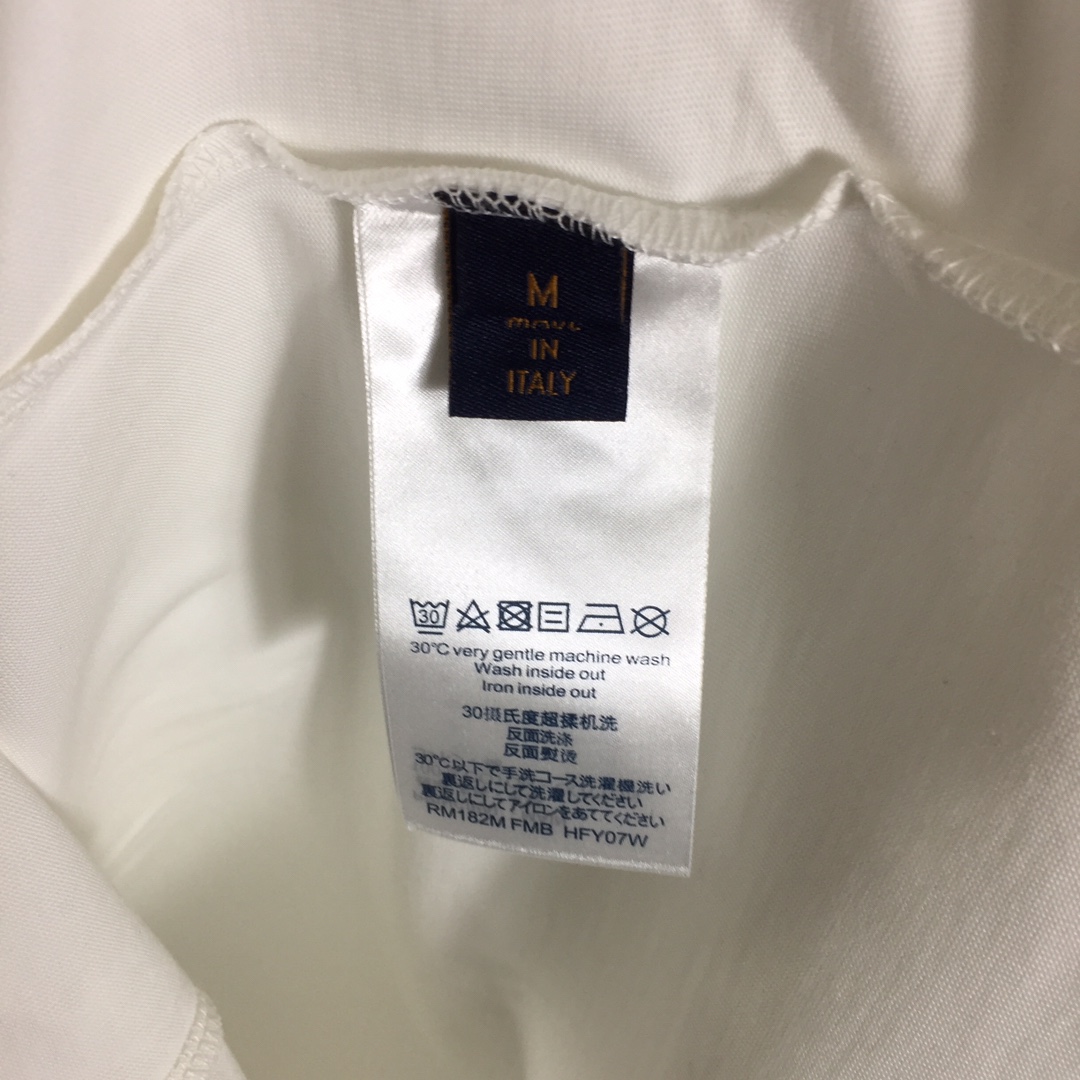 M
IN
ITALY
30
30℃ very gentle machine wash
Wash inside out
Iron inside out
30摄氏度超揉机洗
反面洗涤
反面熨烫
30℃以下で手洗コース洗濯機洗い
裏返しにして洗濯してください
裏返しにしてアイロンをあててください
RM182M FMB HFY07W